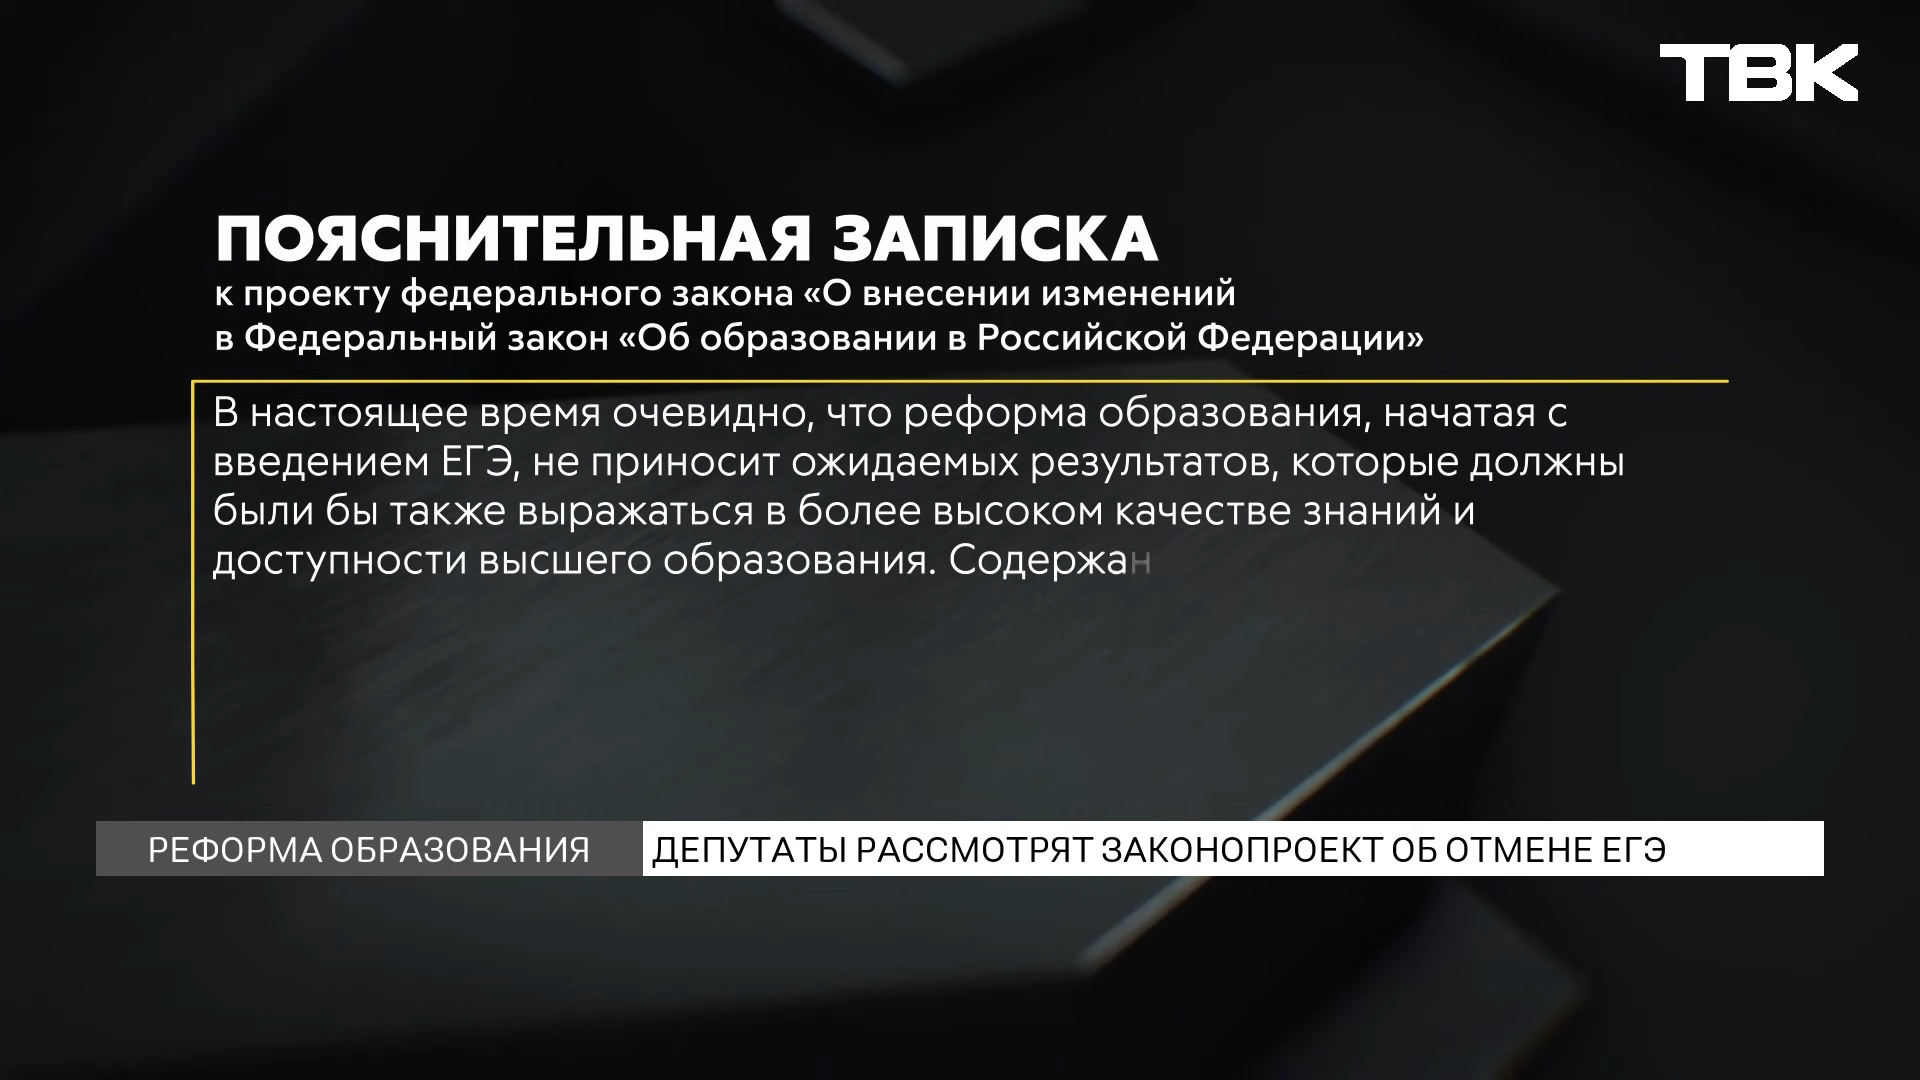 ТВК
ПОЯСНИТЕЛЬНАЯ ЗАПИСКА
к проекту федерального закона «О внесении изменений
в Федеральный закон «Об образовании в Российской Федерации»
В настоящее время очевидно, что реформа образования, начатая с
введением ЕГЭ, не приносит ожидаемых результатов, которые должны
были бы также выражаться в более высоком качестве знаний и
доступности высшего образования. Содержан
РЕФОРМА ОБРАЗОВАНИЯ ДЕПУТАТЫ РАССМОТРЯТ ЗАКОНОПРОЕКТ ОБ ОТМЕНЕ ЕГЭ